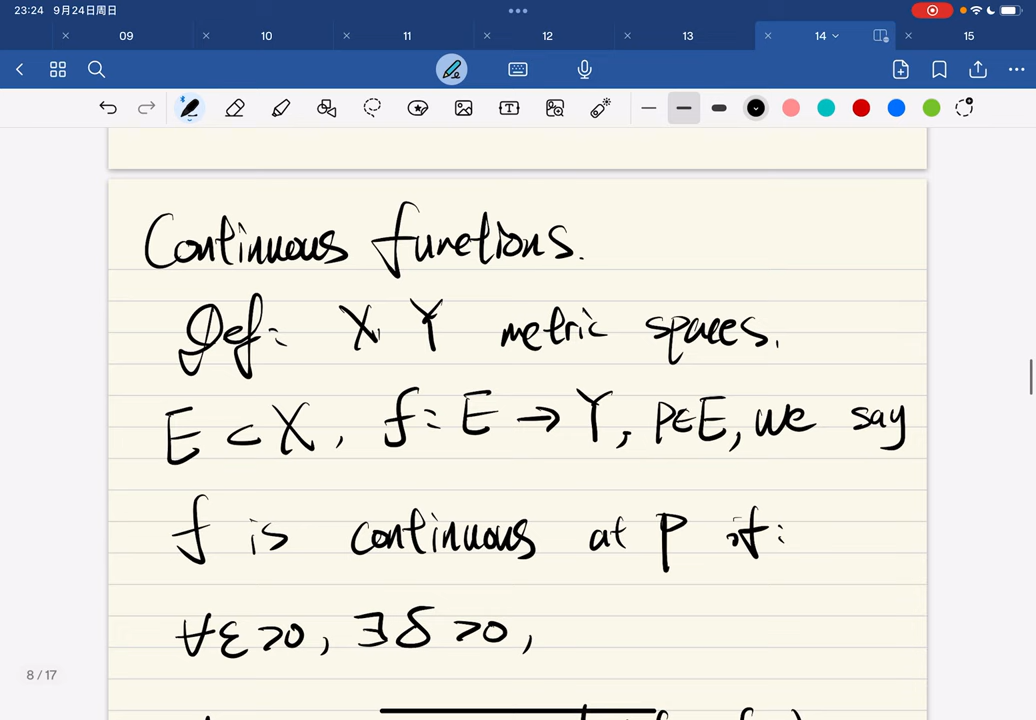 23:24 9月24日周日
09 10 11 12 13 14 15
Continuous functions.
Def: X, Y metric spaces.
E ⊂ X, f: E → Y, p∈E, we say
f is continuous at p if:
∀ε>0, ∃δ>0,
8 / 17